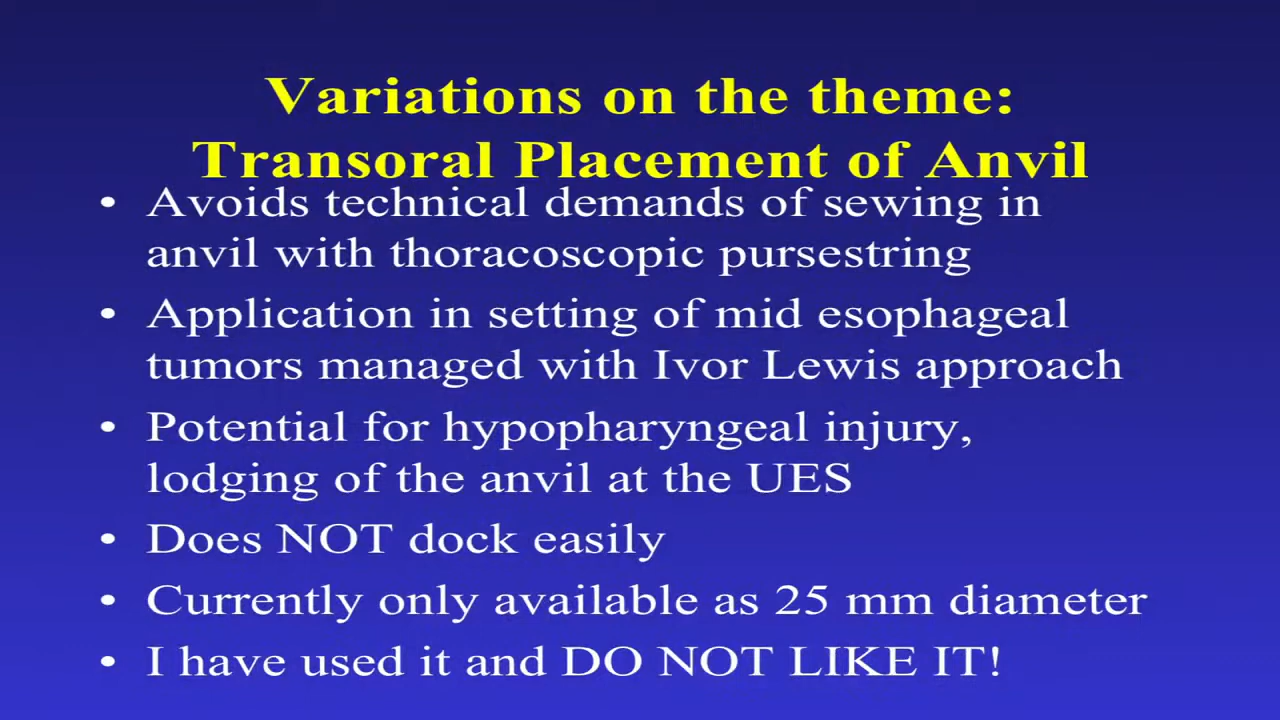 Variations on the theme:
Transoral Placement of Anvil
• Avoids technical demands of sewing in
anvil with thoracoscopic pursestring
• Application in setting of mid esophageal
tumors managed with Ivor Lewis approach
• Potential for hypopharyngeal injury,
lodging of the anvil at the UES
• Does NOT dock easily
• Currently only available as 25 mm diameter
• I have used it and DO NOT LIKE IT!